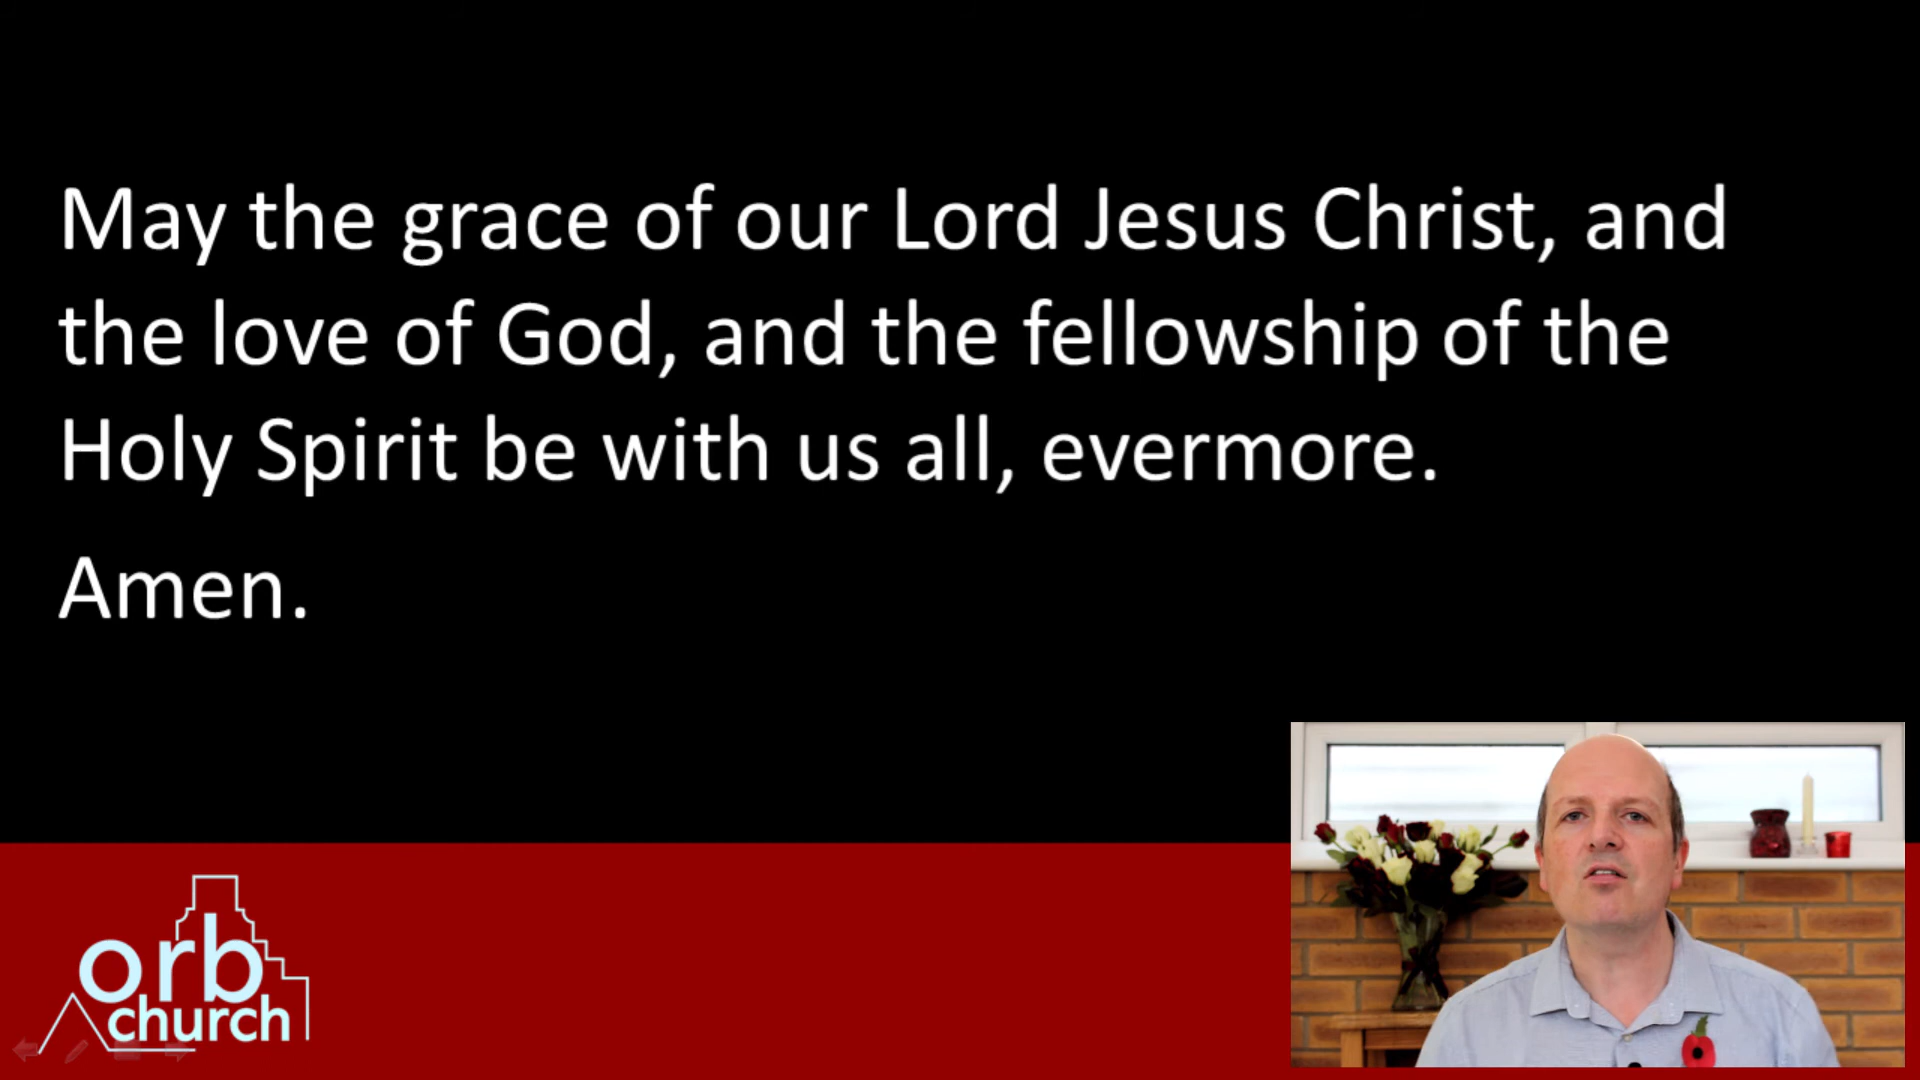 May the grace of our Lord Jesus Christ, and
the love of God, and the fellowship of the
Holy Spirit be with us all, evermore.
Amen.
orb
church